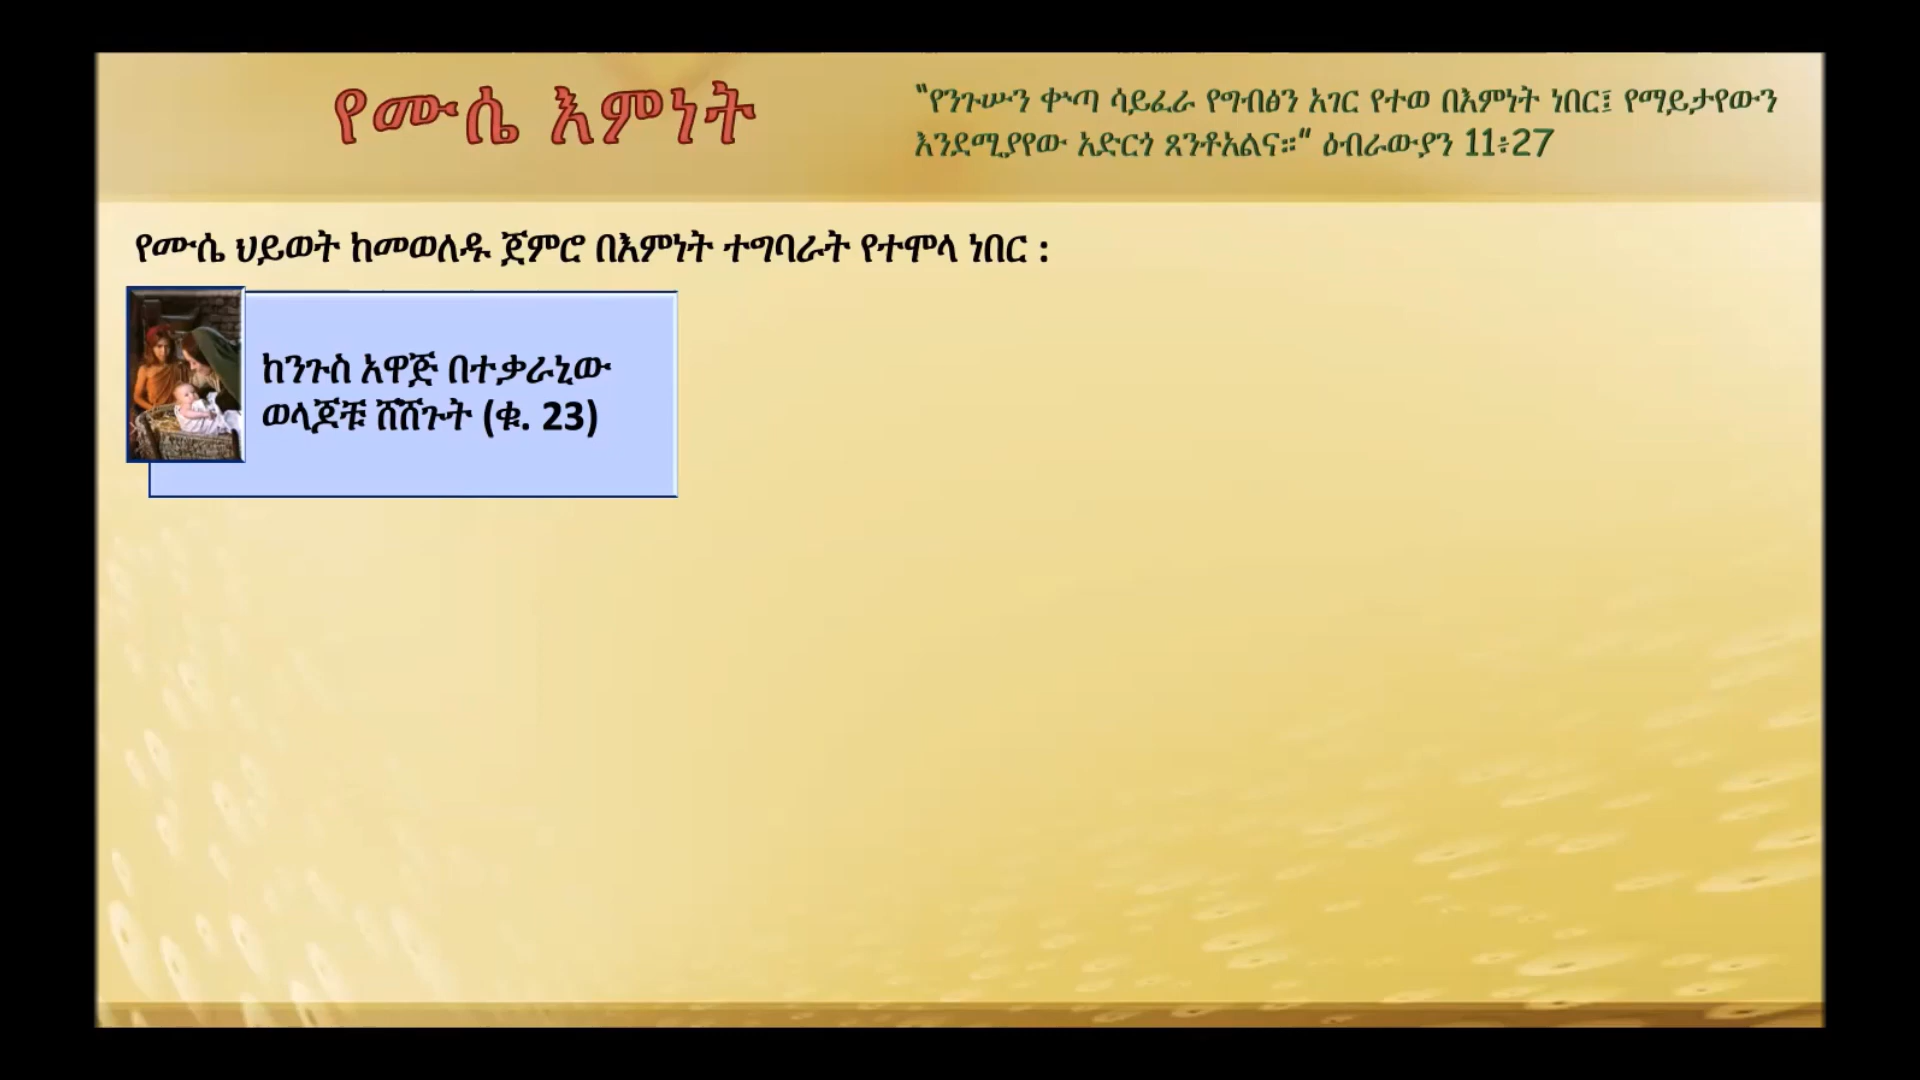 የሙሴ እምነት
“የንጉሡን ቀጣ ሳይፈራ የግብፅን አገር የተወ በእምነት ነበር፤ የማይታየውን
እንደሚያየው አድርጎ ጸንቶአልና።” ዕብራውያን 11፥27
የሙሴ ህይወት ከመወለዱ ጀምሮ በእምነት ተግባራት የተሞላ ነበር :
ከንጉስ አዋጅ በተቃራኒው
ወላጆቹ ሸሸጉት (ቁ. 23)